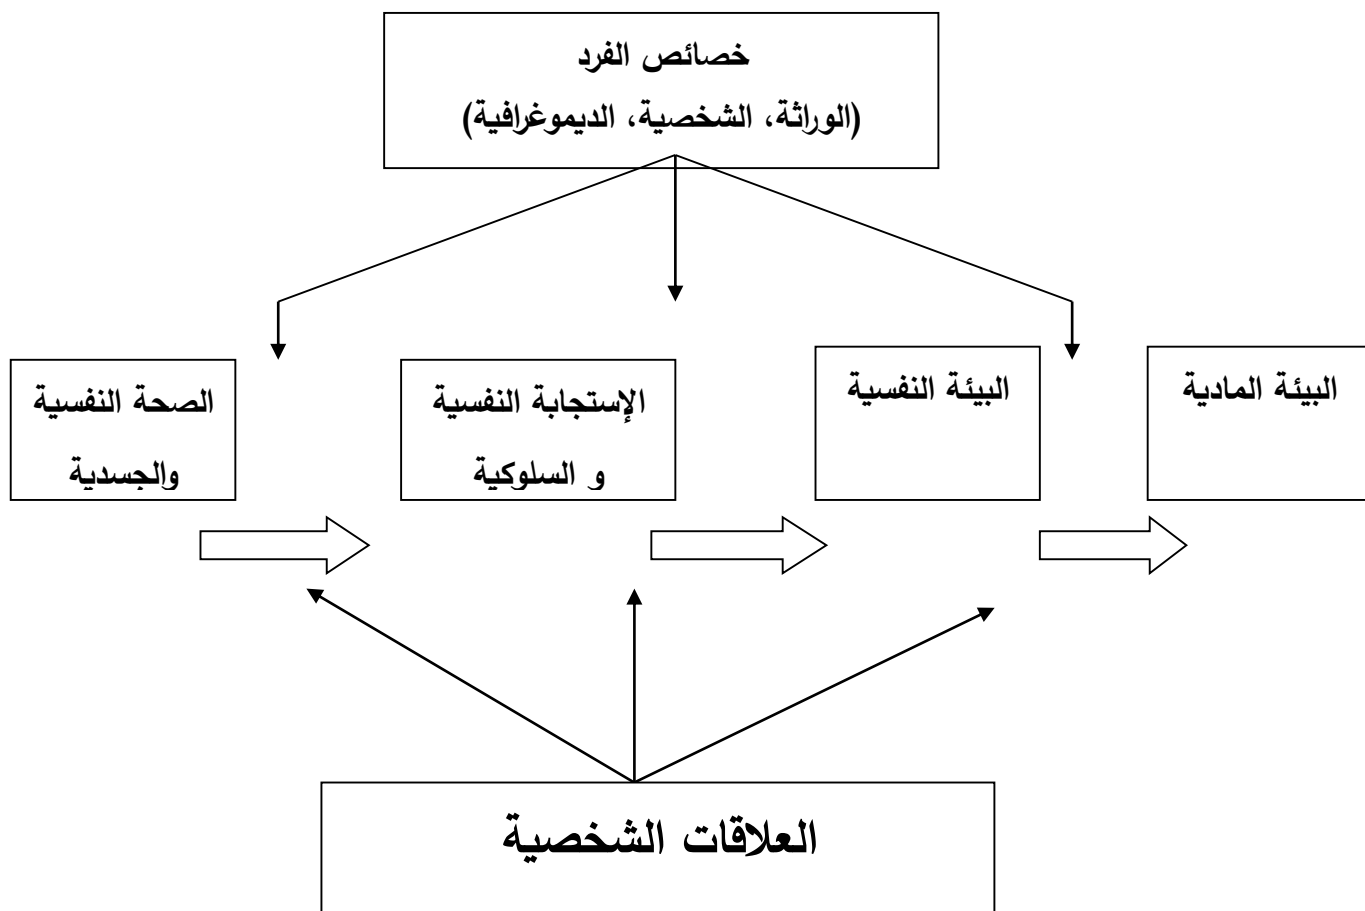 خصائص الفرد
(الوراثة، الشخصية، الديموغرافية)
البيئة المادية
البيئة النفسية
الإستجابة النفسية
و السلوكية
الصحة النفسية
والجسدية
العلاقات الشخصية